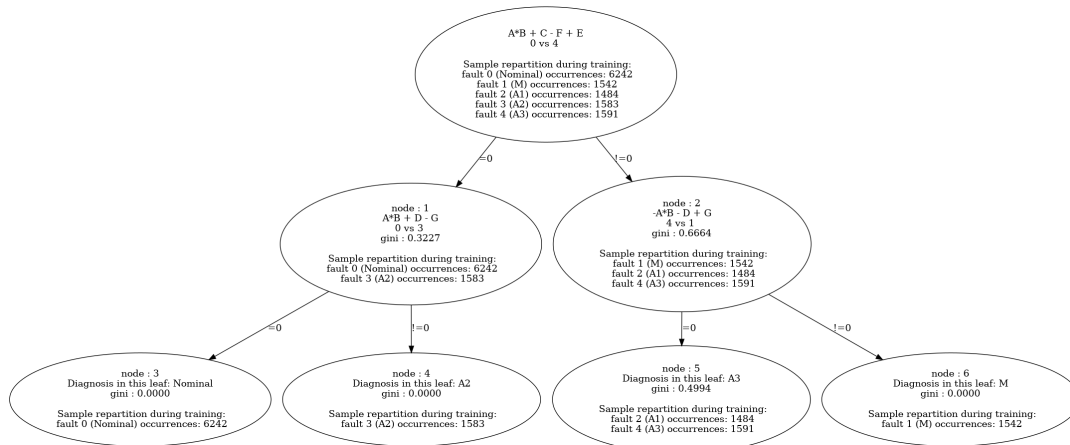 A*B + C - F + E
0 vs 4
Sample repartition during training:
fault 0 (Nominal) occurrences: 6242
fault 1 (M) occurrences: 1542
fault 2 (A1) occurrences: 1484
fault 3 (A2) occurrences: 1583
fault 4 (A3) occurrences: 1591
=0
!=0
node : 1
A*B + D - G
0 vs 3
gini : 0.3227
Sample repartition during training:
fault 0 (Nominal) occurrences: 6242
fault 3 (A2) occurrences: 1583
node : 2
-A*B - D + G
4 vs 1
gini : 0.6664
Sample repartition during training:
fault 1 (M) occurrences: 1542
fault 2 (A1) occurrences: 1484
fault 4 (A3) occurrences: 1591
=0
!=0
=0
!=0
node : 3
Diagnosis in this leaf: Nominal
gini : 0.0000
Sample repartition during training:
fault 0 (Nominal) occurrences: 6242
node : 4
Diagnosis in this leaf: A2
gini : 0.0000
Sample repartition during training:
fault 3 (A2) occurrences: 1583
node : 5
Diagnosis in this leaf: A3
gini : 0.4994
Sample repartition during training:
fault 2 (A1) occurrences: 1484
fault 4 (A3) occurrences: 1591
node : 6
Diagnosis in this leaf: M
gini : 0.0000
Sample repartition during training:
fault 1 (M) occurrences: 1542